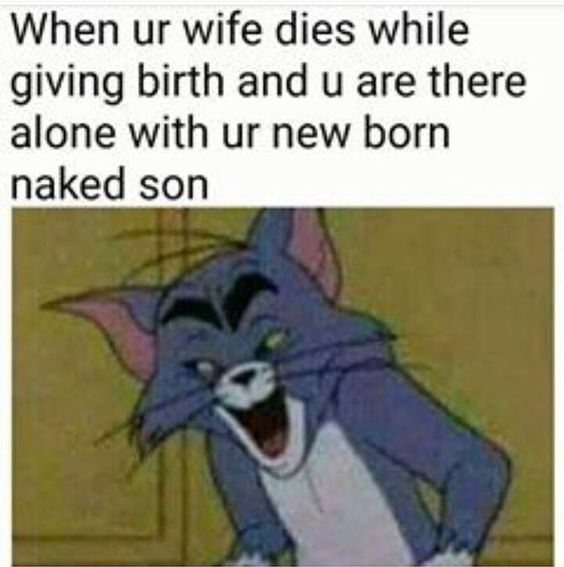 When ur wife dies while
giving birth and u are there
alone with ur new born
naked son